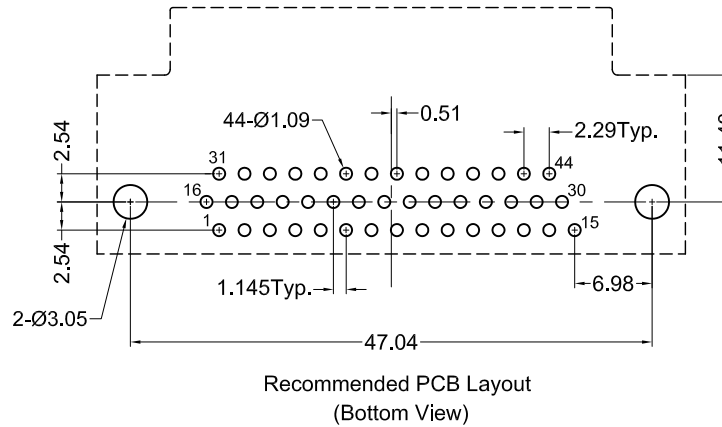 44-Ø1.09
0.51
2.29Typ.
2.54
31
44
16
30
1
15
2.54
1.145Typ.
6.98
2-Ø3.05
47.04
Recommended PCB Layout
(Bottom View)